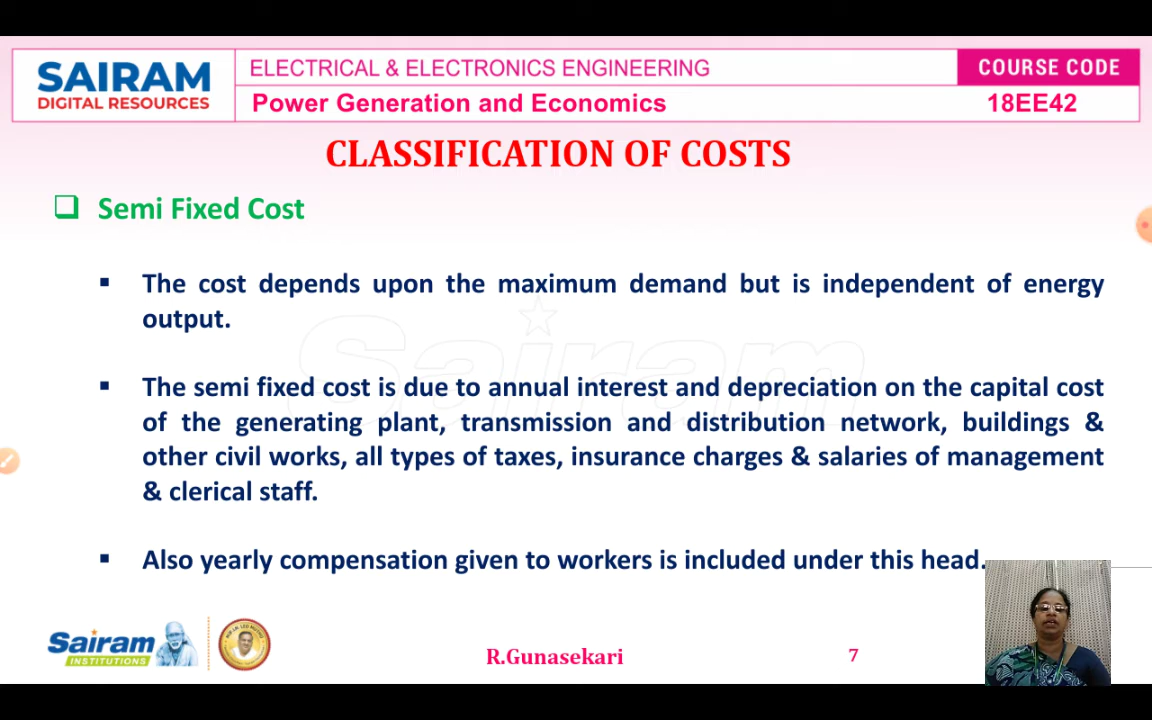 SAIRAM
DIGITAL RESOURCES
ELECTRICAL & ELECTRONICS ENGINEERING
Power Generation and Economics
COURSE CODE
18EE42
CLASSIFICATION OF COSTS
❑ Semi Fixed Cost
▪ The cost depends upon the maximum demand but is independent of energy
output.
▪ The semi fixed cost is due to annual interest and depreciation on the capital cost
of the generating plant, transmission and distribution network, buildings &
other civil works, all types of taxes, insurance charges & salaries of management
& clerical staff.
▪ Also yearly compensation given to workers is included under this head.
Sairam
Sairam
INSTITUTIONS
R.Gunasekari
7